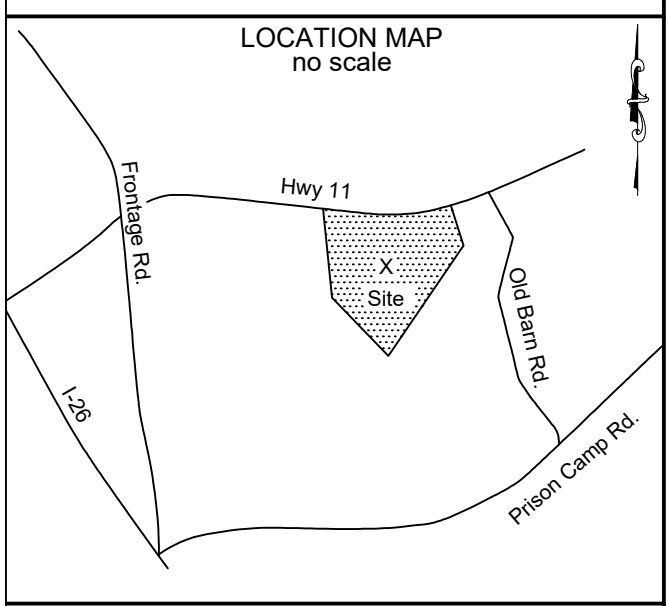 LOCATION MAP
no scale
Hwy 11
Frontage Rd.
X
Site
Old Barn Rd.
I-26
Prison Camp Rd.